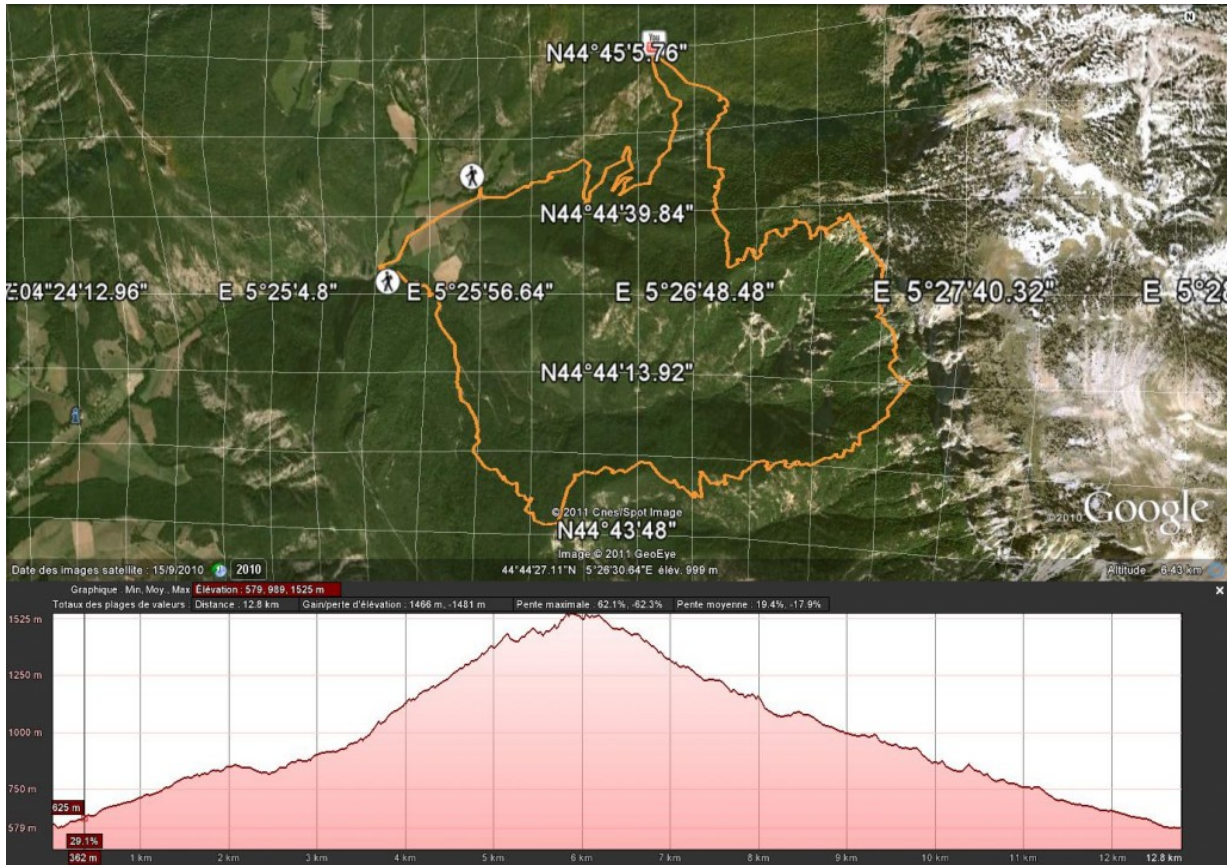 N
You
N44°45'5.76"
N44°44'39.84"
E 5°25'4.8" E 5°25'56.64" E 5°26'48.48" E 5°27'40.32"
N44°44'13.92"
© 2011 Cnes/Spot Image
N44°43'48"
©2010 Google
Image © 2011 GeoEye
Date des images satellite : 15/9/2010 2010 44°44'27.11"N 5°26'30.64"E élév. 999 m Altitude 6.43 km
Graphique : Min, Moy., Max Élévation : 579, 989, 1525 m
Totaux des plages de valeurs : Distance : 12.8 km Gain/perte d'élévation : 1466 m, -1481 m Pente maximale : 62.1%, -62.3% Pente moyenne : 19.4%, -17.9%
1525 m
1250 m
1000 m
750 m
625 m
579 m
29.1%
362 m 1 km 2 km 3 km 4 km 5 km 6 km 7 km 8 km 9 km 10 km 11 km 12 km 12.8 km